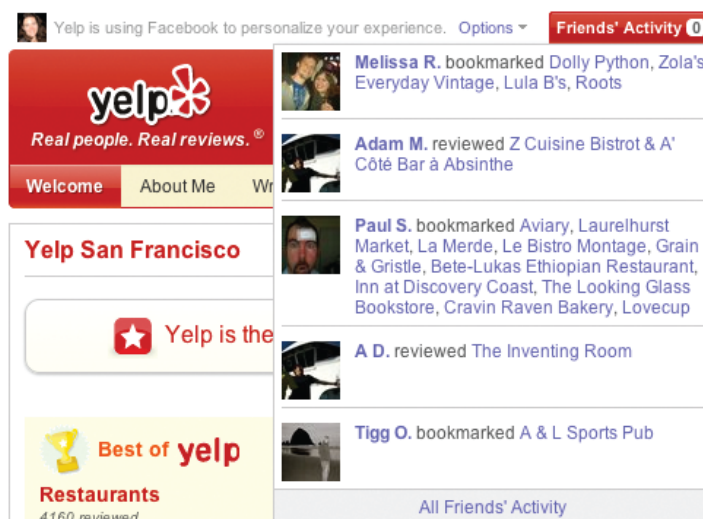 Yelp is using Facebook to personalize your experience. Options
Friends' Activity 0
yelp
Real people. Real reviews. ®
Welcome
About Me
Yelp San Francisco
Yelp is the
Best of yelp
Restaurants
4160 reviewed
Melissa R. bookmarked Dolly Python, Zola's
Everyday Vintage, Lula B's, Roots
Adam M. reviewed Z Cuisine Bistrot & A'
Côté Bar à Absinthe
Paul S. bookmarked Aviary, Laurelhurst
Market, La Merde, Le Bistro Montage, Grain
& Gristle, Bete-Lukas Ethiopian Restaurant,
Inn at Discovery Coast, The Looking Glass
Bookstore, Cravin Raven Bakery, Lovecup
A D. reviewed The Inventing Room
Tigg O. bookmarked A & L Sports Pub
All Friends' Activity